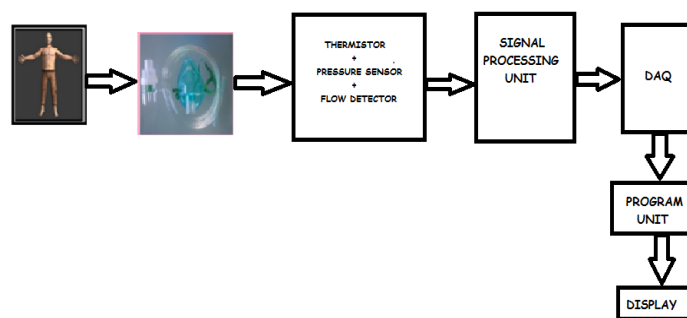 THERMISTOR
+
PRESSURE SENSOR
+
FLOW DETECTOR
SIGNAL
PROCESSING
UNIT
DAQ
PROGRAM
UNIT
DISPLAY